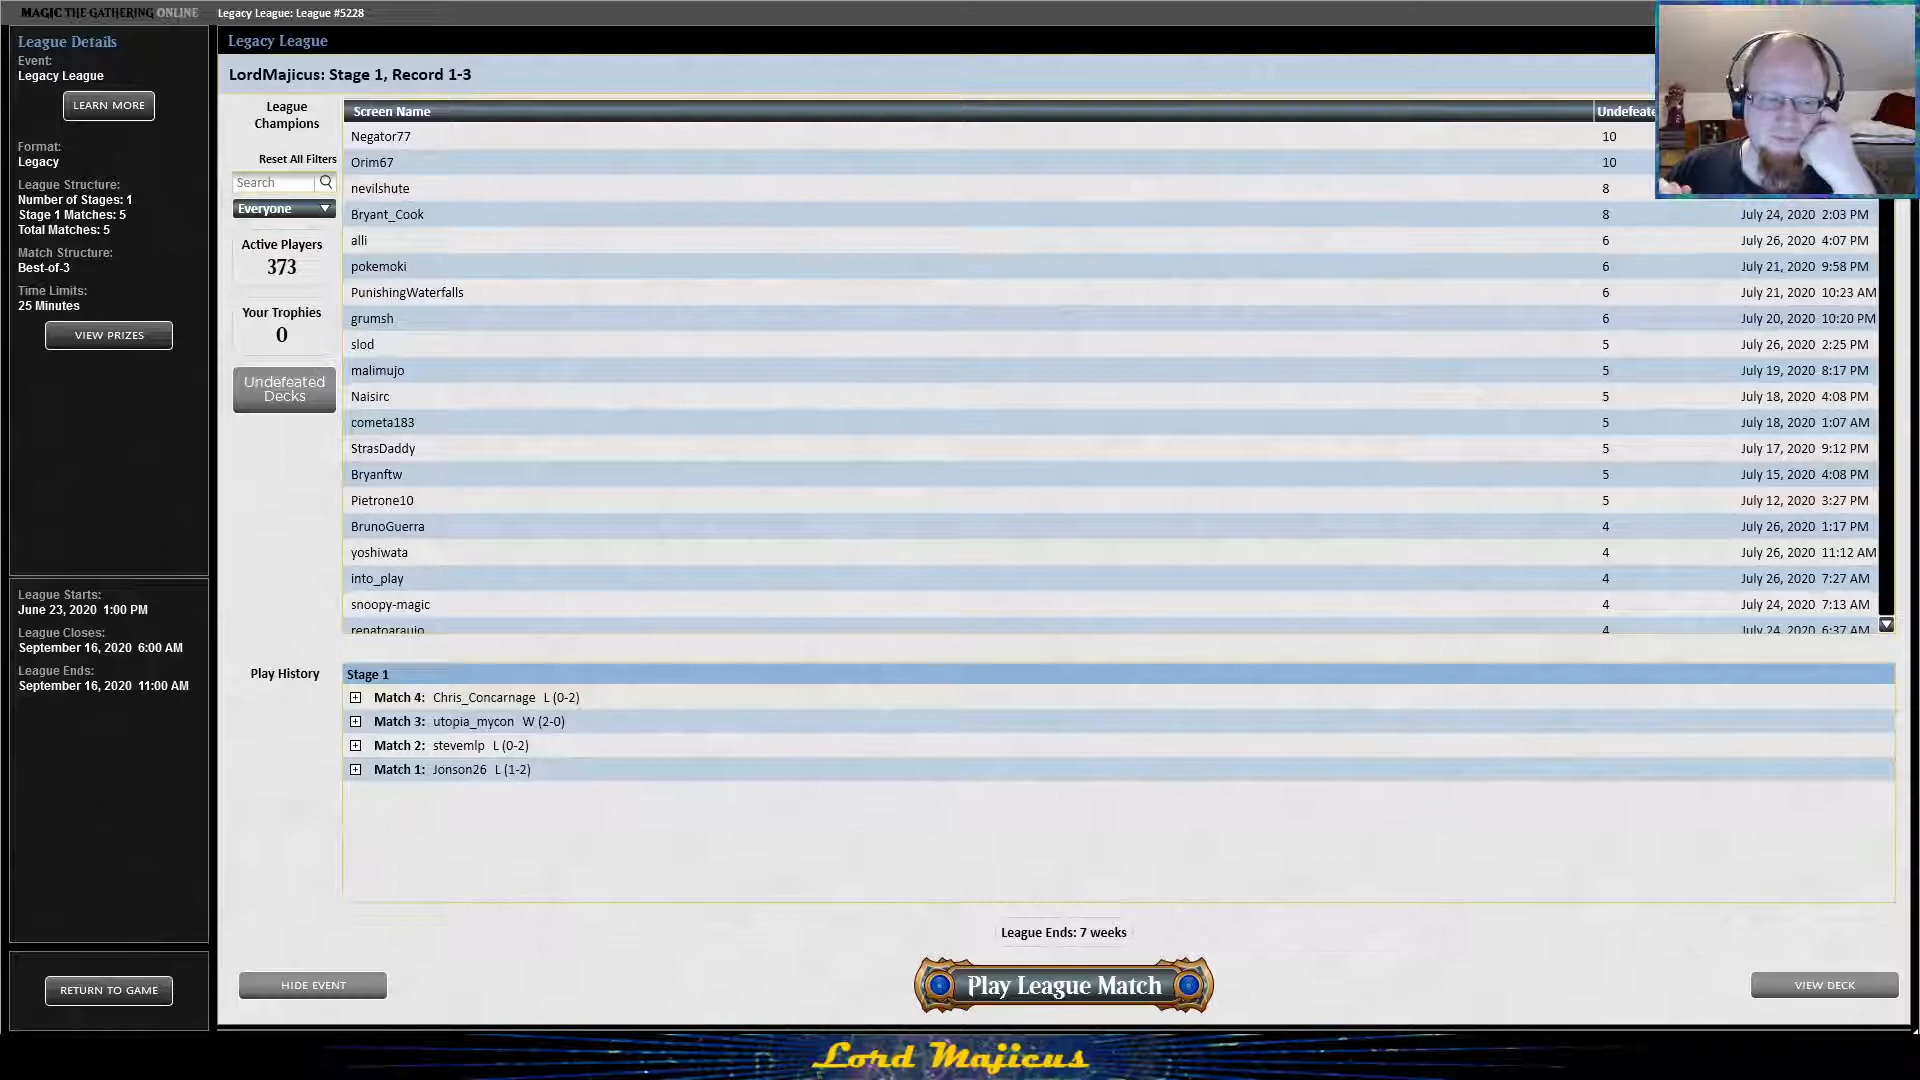 MAGIC THE GATHERING ONLINE
Legacy League: League #5228
League Details
Event:
Legacy League
LEARN MORE
Format:
Legacy
League Structure:
Number of Stages: 1
Stage 1 Matches: 5
Total Matches: 5
Match Structure:
Best-of-3
Time Limits:
25 Minutes
VIEW PRIZES
League Starts:
June 23, 2020 1:00 PM
League Closes:
September 16, 2020 6:00 AM
League Ends:
September 16, 2020 11:00 AM
RETURN TO GAME
Legacy League
LordMajicus: Stage 1, Record 1-3
League
Champions
Reset All Filters
Search
Everyone
Active Players
373
Your Trophies
0
Undefeated
Decks
Screen Name Undefeate
Negator77 10
Orim67 10
nevilshute 8
Bryant_Cook 8 July 24, 2020 2:03 PM
alli 6 July 26, 2020 4:07 PM
pokemoki 6 July 21, 2020 9:58 PM
PunishingWaterfalls 6 July 21, 2020 10:23 AM
grumsh 6 July 20, 2020 10:20 PM
slod 5 July 26, 2020 2:25 PM
malimujo 5 July 19, 2020 8:17 PM
Naisirc 5 July 18, 2020 4:08 PM
cometa183 5 July 18, 2020 1:07 AM
StrasDaddy 5 July 17, 2020 9:12 PM
Bryanftw 5 July 15, 2020 4:08 PM
Pietrone10 5 July 12, 2020 3:27 PM
BrunoGuerra 4 July 26, 2020 1:17 PM
yoshiwata 4 July 26, 2020 11:12 AM
into_play 4 July 26, 2020 7:27 AM
snoopy-magic 4 July 24, 2020 7:13 AM
renatoaraujo 4 July 24, 2020 6:37 AM
Play History
Stage 1
Match 4: Chris_Concarnage L (0-2)
Match 3: utopia_mycon W (2-0)
Match 2: stevemlp L (0-2)
Match 1: Jonson26 L (1-2)
League Ends: 7 weeks
HIDE EVENT
Play League Match
VIEW DECK
Lord Majicus